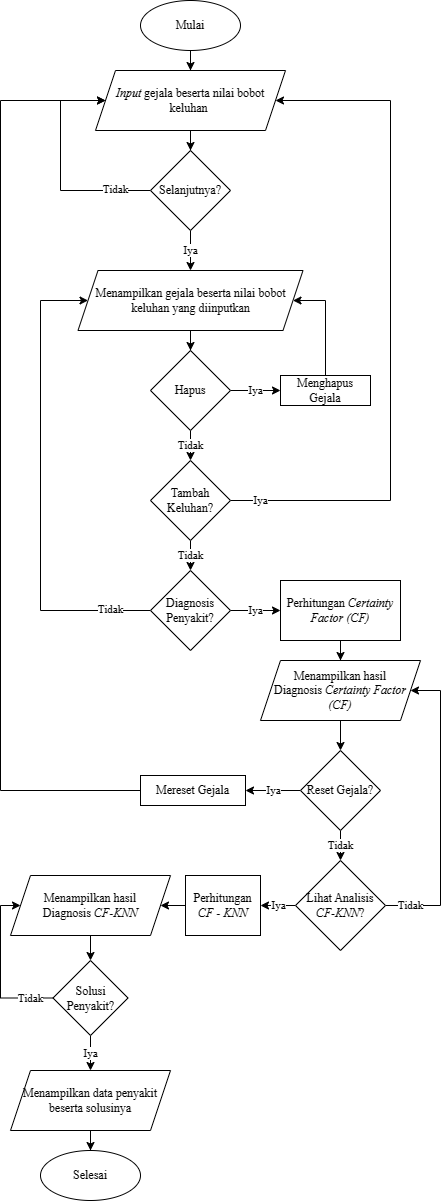 Mulai
Input gejala beserta nilai bobot
keluhan
Tidak
Selanjutnya?
Iya
Menampilkan gejala beserta nilai bobot
keluhan yang diinputkan
Hapus
Iya
Menghapus
Gejala
Tidak
Tambah
Keluhan?
Iya
Tidak
Tidak
Diagnosis
Penyakit?
Iya
Perhitungan Certainty
Factor (CF)
Menampilkan hasil
Diagnosis Certainty Factor
(CF)
Mereset Gejala
Iya
Reset Gejala?
Tidak
Menampilkan hasil
Diagnosis CF-KNN
Perhitungan
CF - KNN
Iya
Lihat Analisis
CF-KNN?
Tidak
Tidak
Solusi
Penyakit?
Iya
Menampilkan data penyakit
beserta solusinya
Selesai